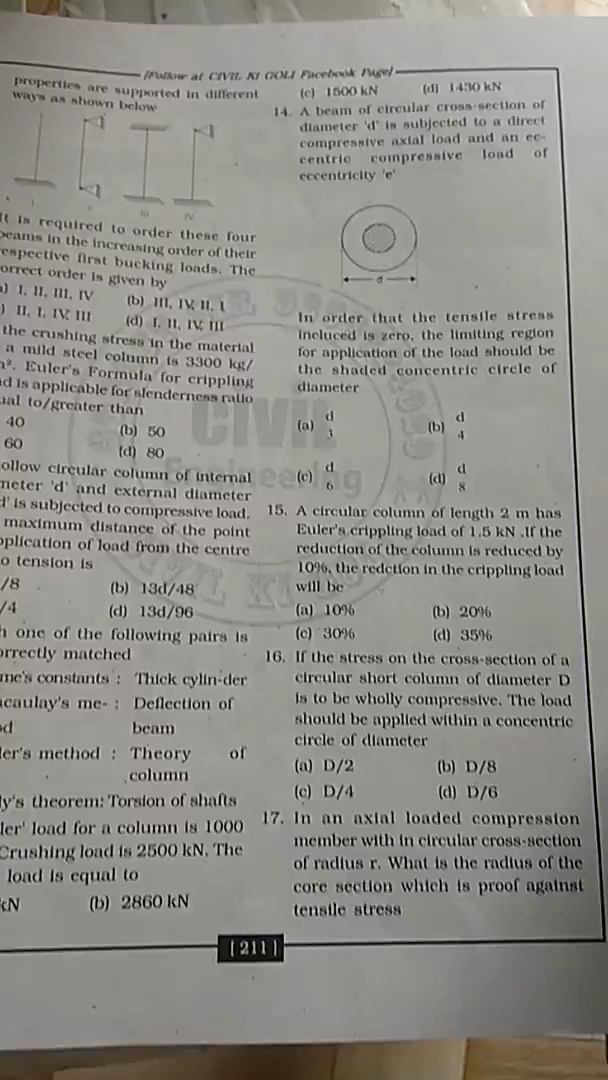 [Follow at CIVIL KI GOLI Facebook Page]
properties are supported in different
ways as shown below
I II III IV
It is required to order these four
beams in the increasing order of their
respective first bucking loads. The
orrect order is given by
) I, II, III, IV (b) III, IV, II, I
) II, I, IV, III (d) I, II, IV, III
the crushing stress in the material
a mild steel column is 3300 kg/
Euler's Formula for crippling
ad is applicable for slenderness ratio
ual to/greater than
40 (b) 50
60 (d) 80
ollow circular column of internal
meter 'd' and external diameter
d' is subjected to compressive load.
maximum distance of the point
pplication of load from the centre
o tension is
/8 (b) 13d/48
/4 (d) 13d/96
h one of the following pairs is
orrectly matched
me's constants : Thick cylin-der
acaulay's me- : Deflection of
od beam
ler's method : Theory of
column
ly's theorem: Torsion of shafts
ler' load for a column is 1000
Crushing load is 2500 kN. The
load is equal to
kN (b) 2860 kN
(c) 1500 kN (d) 1430 kN
14. A beam of circular cross-section of
diameter 'd' is subjected to a direct
compressive axial load and an ec-
centric compressive load of
eccentricity 'e'
d
In order that the tensile stress
incluced is zero, the limiting region
for application of the load should be
the shaded concentric circle of
diameter
(a) d/3 (b) d/4
(c) d/6 (d) d/8
15. A circular column of length 2 m has
Euler's crippling load of 1.5 kN .If the
reduction of the column is reduced by
10%, the redction in the crippling load
will be
(a) 10% (b) 20%
(c) 30% (d) 35%
16. If the stress on the cross-section of a
circular short column of diameter D
is to be wholly compressive. The load
should be applied within a concentric
circle of diameter
(a) D/2 (b) D/8
(c) D/4 (d) D/6
17. In an axial loaded compression
member with in circular cross-section
of radius r. What is the radius of the
core section which is proof against
tensile stress
[ 211 ]